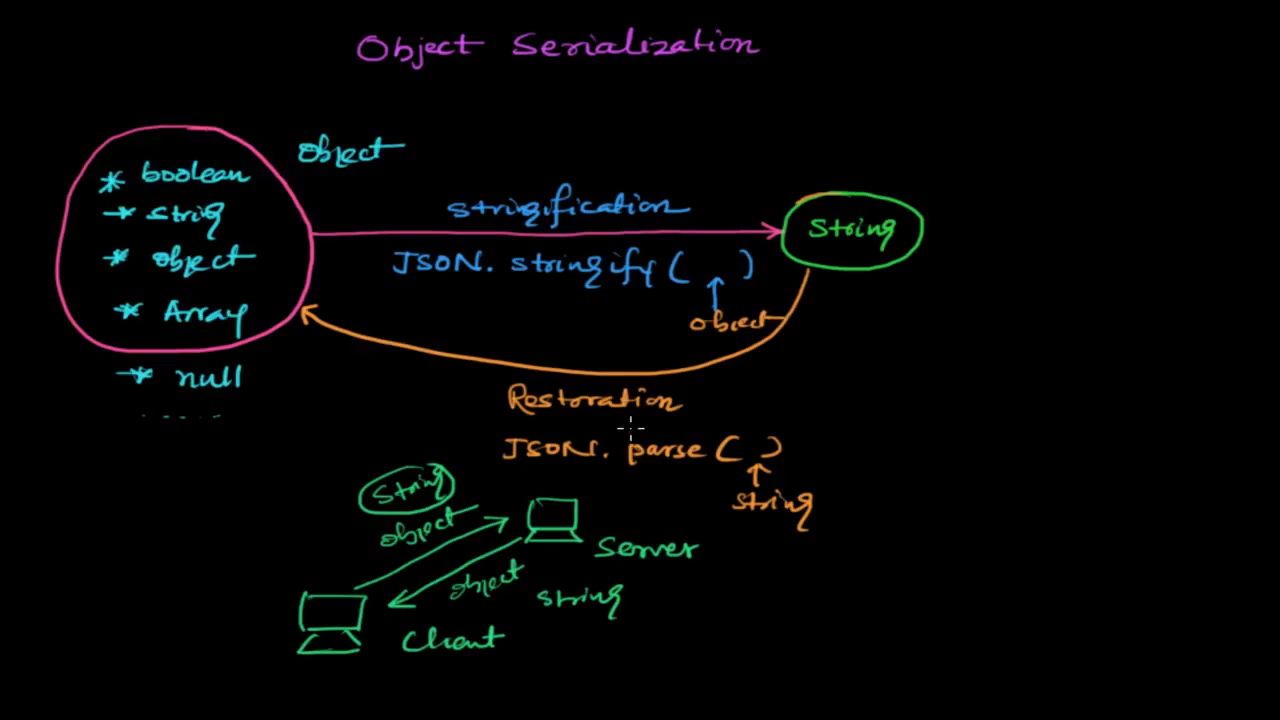 Object Serialization
object
* boolean
* string
* object
* Array
* null
stringification
JSON. stringify ( )
object
String
Restoration
JSON. parse ( )
string
String
object
Server
object
string
Client